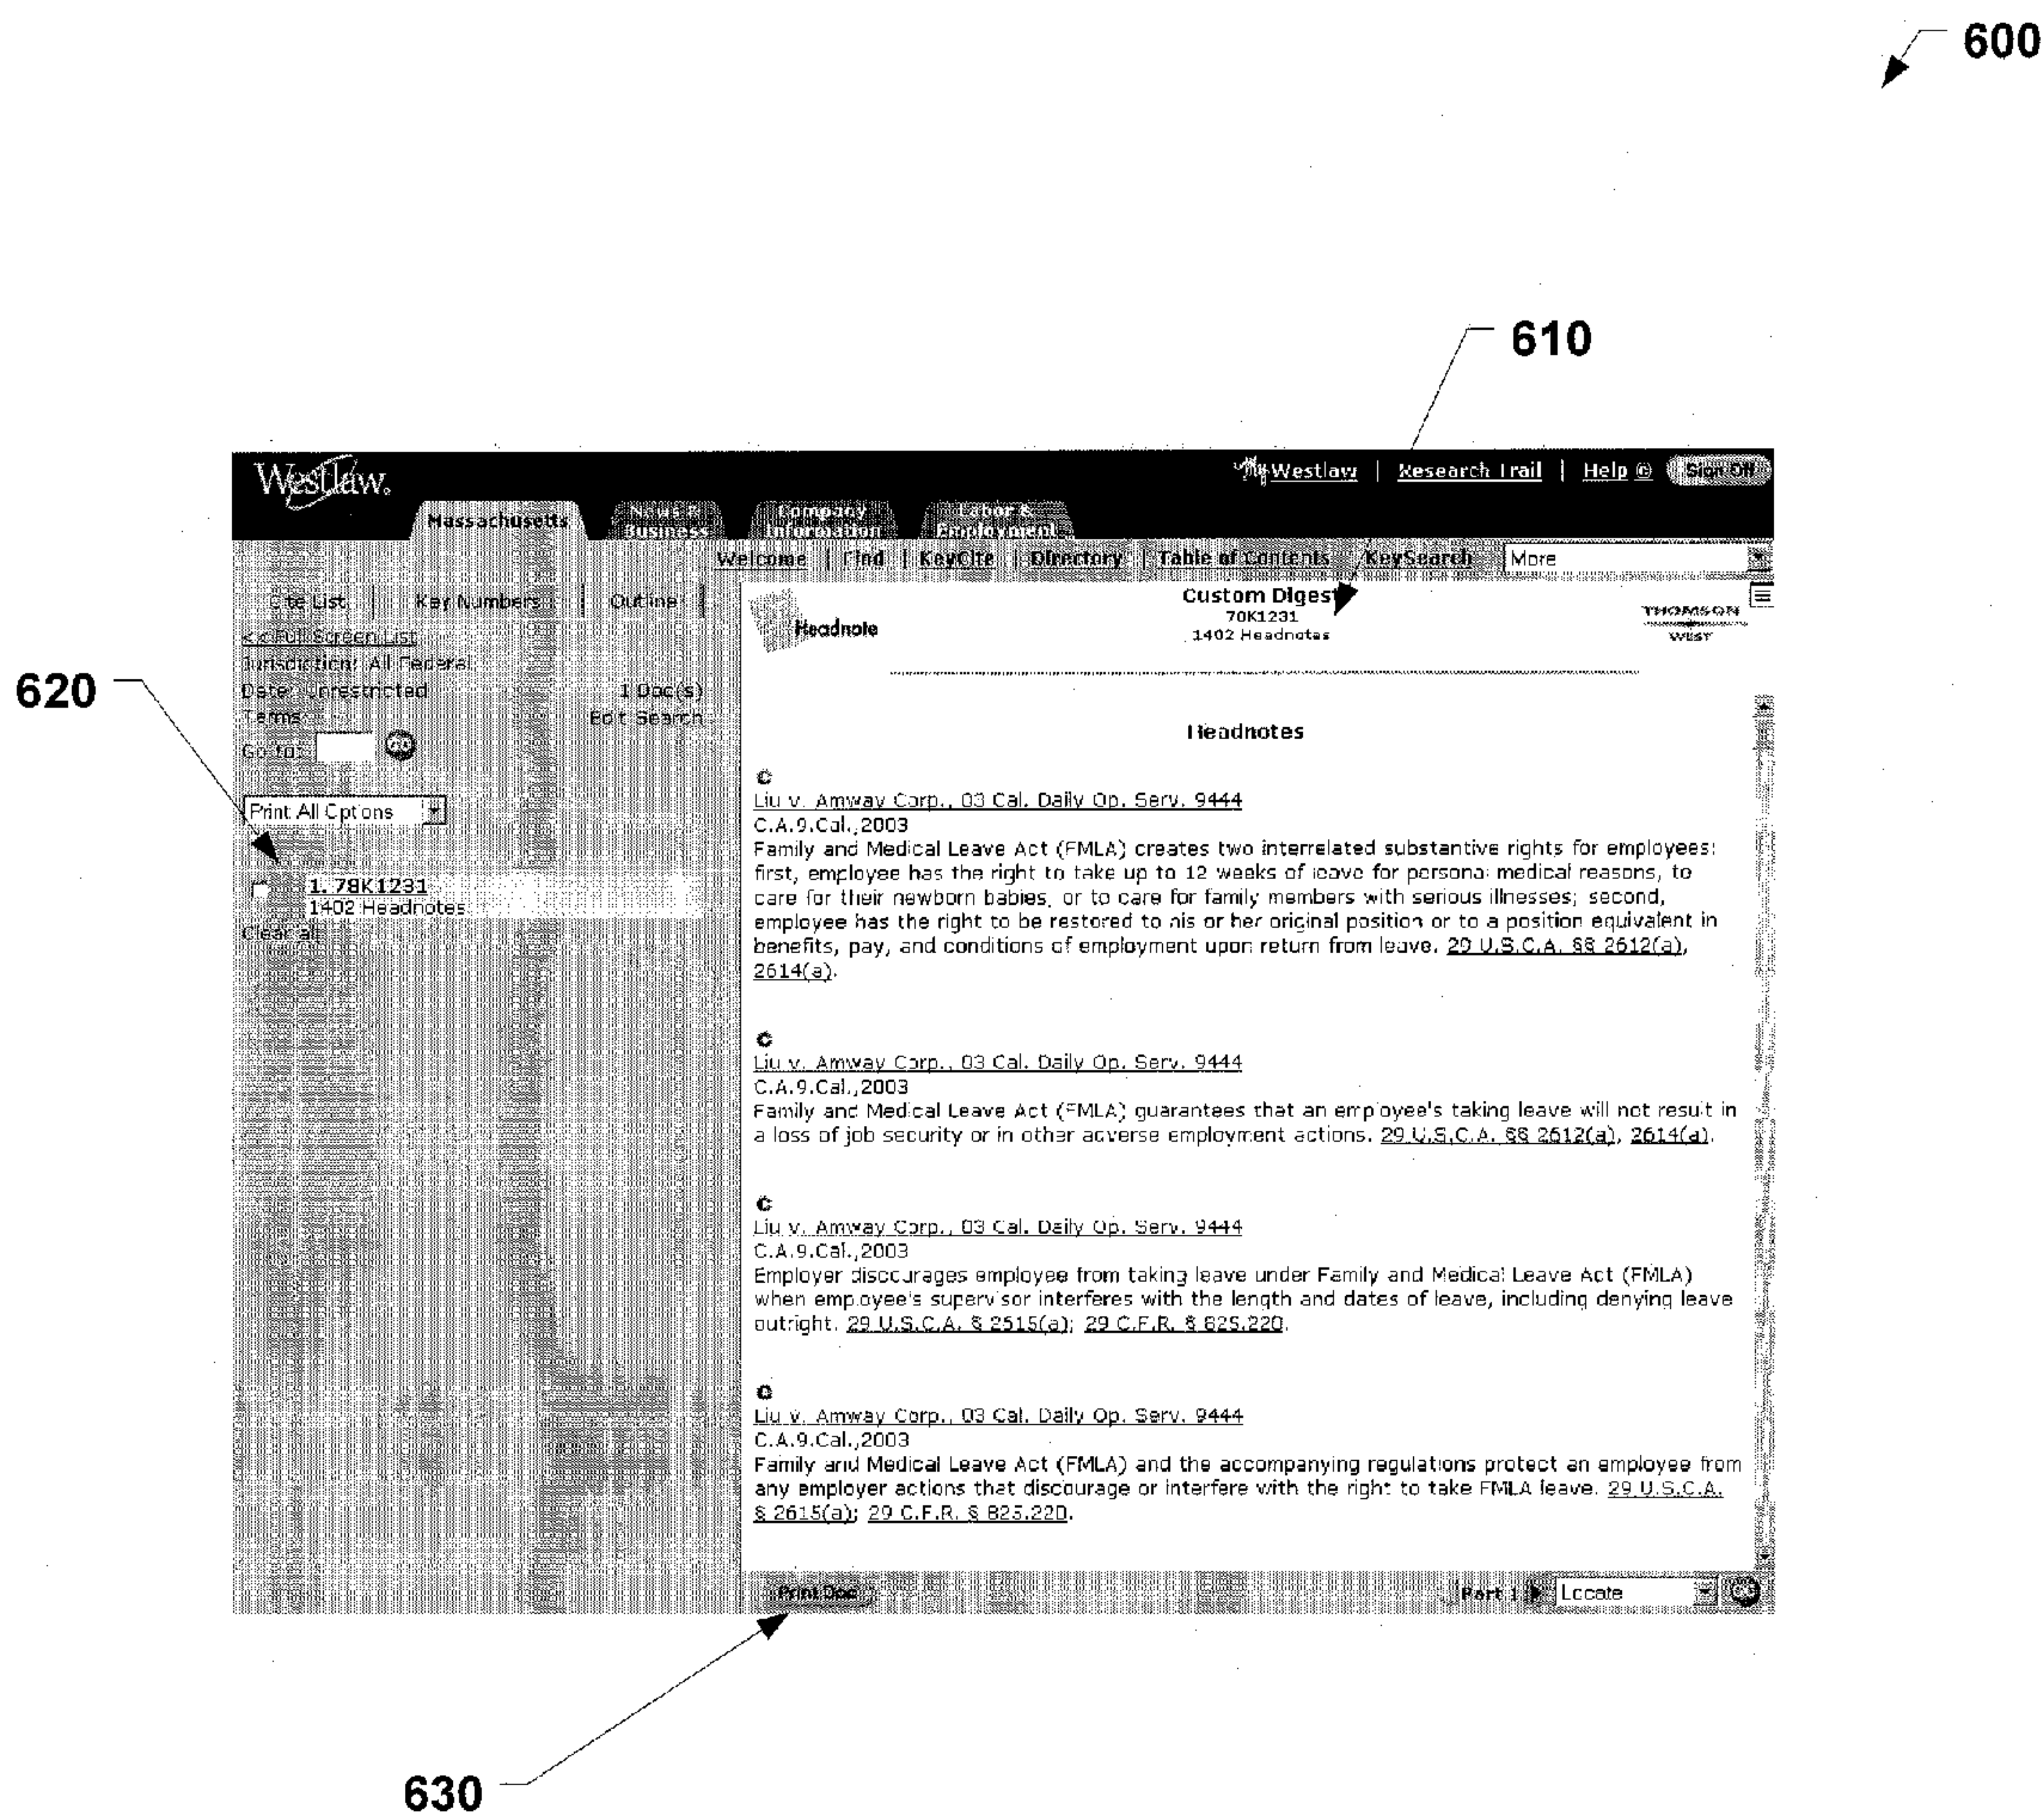 600
610
Westlaw.
My Westlaw | Research Trail | Help © Sign Off
Massachusetts
News & Business
Company Information
Labor & Employment
Welcome | Find | KeyCite | Directory | Table of Contents KeySearch More
Cite List Key Numbers Outline
<< Full Screen List
Jurisdiction: All Federal
Date: Unrestricted 1 Doc(s)
Terms: Edit Search
Go to:
Print All Options
620
1. 78K1231
1402 Headnotes
Clear all
Headnote
Custom Digest
70K1231
1402 Headnotes
THOMSON
WEST
Headnotes
C
Liu v. Amway Corp., 03 Cal. Daily Op. Serv. 9444
C.A.9.Cal.,2003
Family and Medical Leave Act (FMLA) creates two interrelated substantive rights for employees:
first, employee has the right to take up to 12 weeks of leave for personal medical reasons, to
care for their newborn babies, or to care for family members with serious illnesses; second,
employee has the right to be restored to his or her original position or to a position equivalent in
benefits, pay, and conditions of employment upon return from leave. 29 U.S.C.A. §§ 2612(a),
2614(a).
C
Liu v. Amway Corp., 03 Cal. Daily Op. Serv. 9444
C.A.9.Cal.,2003
Family and Medical Leave Act (FMLA) guarantees that an employee's taking leave will not result in
a loss of job security or in other adverse employment actions. 29 U.S.C.A. §§ 2612(a), 2614(a).
C
Liu v. Amway Corp., 03 Cal. Daily Op. Serv. 9444
C.A.9.Cal.,2003
Employer discourages employee from taking leave under Family and Medical Leave Act (FMLA)
when employee's supervisor interferes with the length and dates of leave, including denying leave
outright. 29 U.S.C.A. § 2615(a); 29 C.F.R. § 825.220.
C
Liu v. Amway Corp., 03 Cal. Daily Op. Serv. 9444
C.A.9.Cal.,2003
Family and Medical Leave Act (FMLA) and the accompanying regulations protect an employee from
any employer actions that discourage or interfere with the right to take FMLA leave. 29 U.S.C.A.
§ 2615(a); 29 C.F.R. § 825.220.
Print Doc Part 1 Locate
630